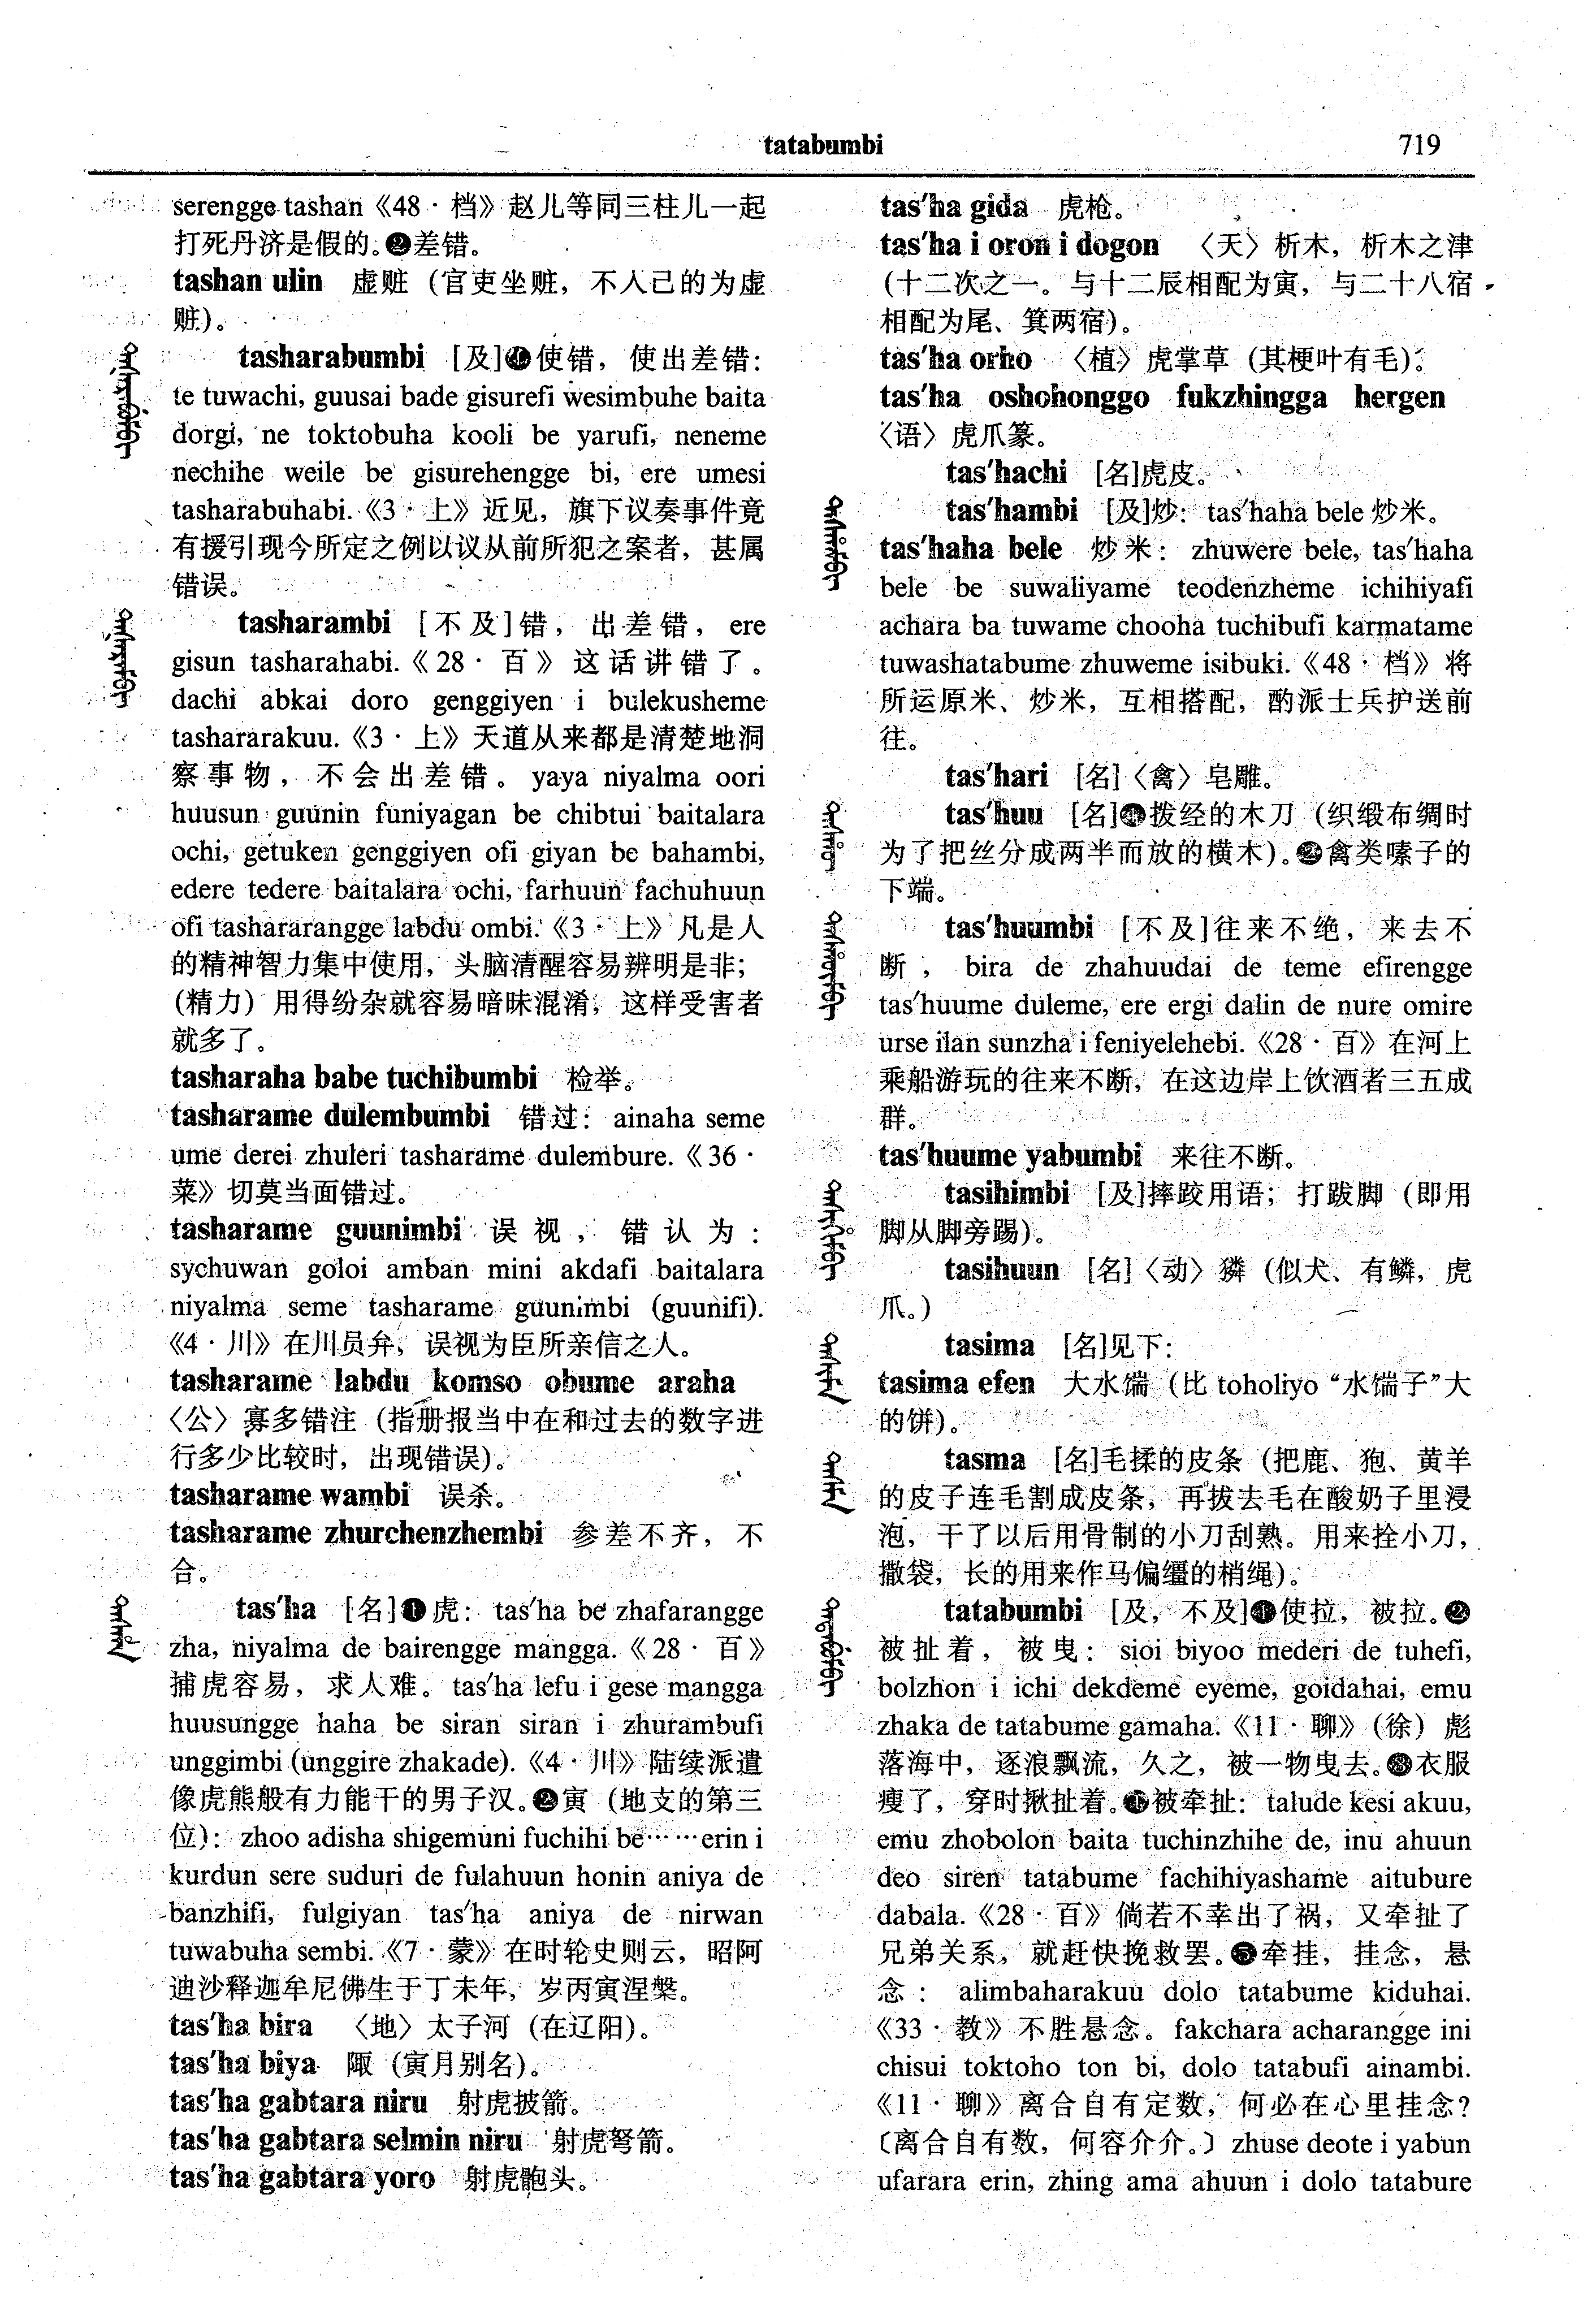 tatabumbi 719
serengge tashan《48·档》赵儿等同三柱儿一起
打死丹济是假的。❷差错。
tashan ulin 虚赃（官吏坐赃，不人己的为虚
赃）。
tasharabumbi [及]❶使错，使出差错：
te tuwachi, guusai bade gisurefi wesimbuhe baita
dorgi, ne toktobuha kooli be yarufi, neneme
nechihe weile be gisurehengge bi, ere umesi
tasharabuhabi.《3·上》近见，旗下议奏事件竟
有援引现今所定之例以议从前所犯之案者，甚属
错误。
tasharambi [不及]错，出差错，ere
gisun tasharahabi.《28·百》这话讲错了。
dachi abkai doro genggiyen i bulekusheme
tashararakuu.《3·上》天道从来都是清楚地洞
察事物，不会出差错。yaya niyalma oori
huusun guunin funiyagan be chibtui baitalara
ochi, getuken genggiyen ofi giyan be bahambi,
edere tedere baitalara ochi, farhuun fachuhuun
ofi tashararangge labdu ombi.《3·上》凡是人
的精神智力集中使用，头脑清醒容易辨明是非；
（精力）用得纷杂就容易暗昧混淆；这样受害者
就多了。
tasharaha babe tuchibumbi 检举。
tasharame dulembumbi 错过：ainaha seme
ume derei zhuleri tasharame dulembure.《36·
菜》切莫当面错过。
tasharame guunimbi 误视，错认为：
sychuwan goloi amban mini akdafi baitalara
niyalma seme tasharame guunimbi (guunifi).
《4·川》在川员弁，误视为臣所亲信之人。
tasharame labdu komso obume araha
〈公〉寡多错注（指册报当中在和过去的数字进
行多少比较时，出现错误）。
tasharame wambi 误杀。
tasharame zhurchenzhembi 参差不齐，不
合。
tas'ha [名]❶虎：tas'ha be zhafarangge
zha, niyalma de bairengge mangga.《28·百》
捕虎容易，求人难。tas'ha lefu i gese mangga
huusungge haha be siran siran i zhurambufi
unggimbi (unggire zhakade).《4·川》陆续派遣
像虎熊般有力能干的男子汉。❷寅（地支的第三
位）：zhoo adisha shigemuni fuchihi be……erin i
kurdun sere suduri de fulahuun honin aniya de
banzhifi, fulgiyan tas'ha aniya de nirwan
tuwabuha sembi.《7·蒙》在时轮史则云，昭阿
迪沙释迦牟尼佛生于丁未年，岁丙寅涅槃。
tas'ha bira 〈地〉太子河（在辽阳）。
tas'ha biya 陬（寅月别名）。
tas'ha gabtara niru 射虎披箭。
tas'ha gabtara selmin niru 射虎弩箭。
tas'ha gabtara yoro 射虎骲头。
tas'ha gida 虎枪。
tas'ha i oron i dogon 〈天〉析木，析木之津
（十二次之一。与十二辰相配为寅，与二十八宿
相配为尾、箕两宿）。
tas'ha orho 〈植〉虎掌草（其梗叶有毛）。
tas'ha oshohonggo fukzhingga hergen
〈语〉虎爪篆。
tas'hachi [名]虎皮。
tas'hambi [及]炒：tas'haha bele 炒米。
tas'haha bele 炒米：zhuwere bele, tas'haha
bele be suwaliyame teodenzheme ichihiyafi
achara ba tuwame chooha tuchibufi karmatame
tuwashatabume zhuweme isibuki.《48·档》将
所运原米、炒米，互相搭配，酌派士兵护送前
往。
tas'hari [名]〈禽〉皂雕。
tas'huu [名]❶拨经的木刀（织缎布绸时
为了把丝分成两半而放的横木）。❷禽类嗉子的
下端。
tas'huumbi [不及]往来不绝，来去不
断，bira de zhahuudai de teme efirengge
tas'huume duleme, ere ergi dalin de nure omire
urse ilan sunzha i feniyelehebi.《28·百》在河上
乘船游玩的往来不断，在这边岸上饮酒者三五成
群。
tas'huume yabumbi 来往不断。
tasihimbi [及]摔跤用语；打跋脚（即用
脚从脚旁踢）。
tasihuun [名]〈动〉獜（似犬、有鳞，虎
爪。）
tasima [名]见下：
tasima efen 大水𫗞（比 toholiyo “水𫗞子”大
的饼）。
tasma [名]毛揉的皮条（把鹿、狍、黄羊
的皮子连毛割成皮条，再拔去毛在酸奶子里浸
泡，干了以后用骨制的小刀刮熟。用来拴小刀，
撒袋，长的用来作马偏缰的梢绳）。
tatabumbi [及，不及]❶使拉，被拉。❷
被扯着，被曳：sioi biyoo mederi de tuhefi,
bolzhon i ichi dekdeme eyeme, goidahai, emu
zhaka de tatabume gamaha.《11·聊》（徐）彪
落海中，逐浪飘流，久之，被一物曳去。❸衣服
瘦了，穿时揪扯着。❹被牵扯：talude kesi akuu,
emu zhobolon baita tuchinzhihe de, inu ahuun
deo siren tatabume fachihiyashame aitubure
dabala.《28·百》倘若不幸出了祸，又牵扯了
兄弟关系，就赶快挽救罢。❺牵挂，挂念，悬
念：alimbaharakuu dolo tatabume kiduhai.
《33·教》不胜悬念。fakchara acharangge ini
chisui toktoho ton bi, dolo tatabufi ainambi.
《11·聊》离合自有定数，何必在心里挂念？
〔离合自有数，何容介介。〕zhuse deote i yabun
ufarara erin, zhing ama ahuun i dolo tatabure